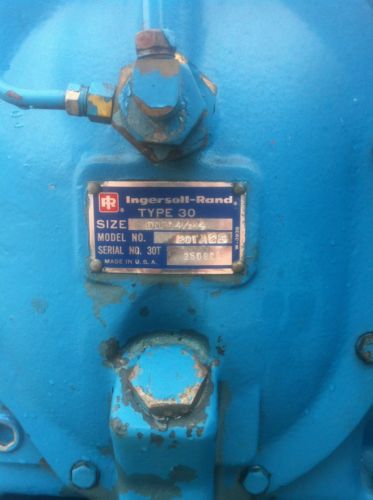 IR Ingersoll-Rand®
TYPE 30
SIZE
MODEL NO.
SERIAL NO. 30T
MADE IN U.S.A.